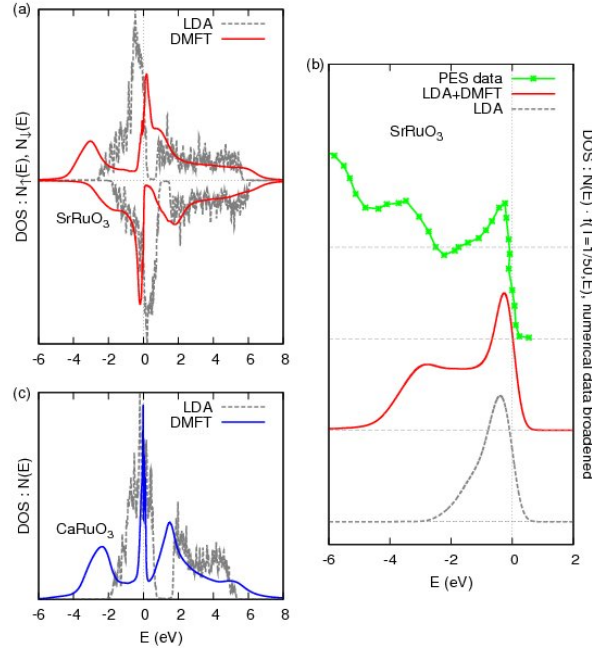 (a)
LDA
DMFT
DOS : N↑(E), N↓(E)
SrRuO3
-6 -4 -2 0 2 4 6 8
(b)
PES data
LDA+DMFT
LDA
SrRuO3
DOS : N(E) · f(T=1/50,E), numerical data broadened
-6 -4 -2 0 2
E (eV)
(c)
LDA
DMFT
DOS : N(E)
CaRuO3
-6 -4 -2 0 2 4 6 8
E (eV)